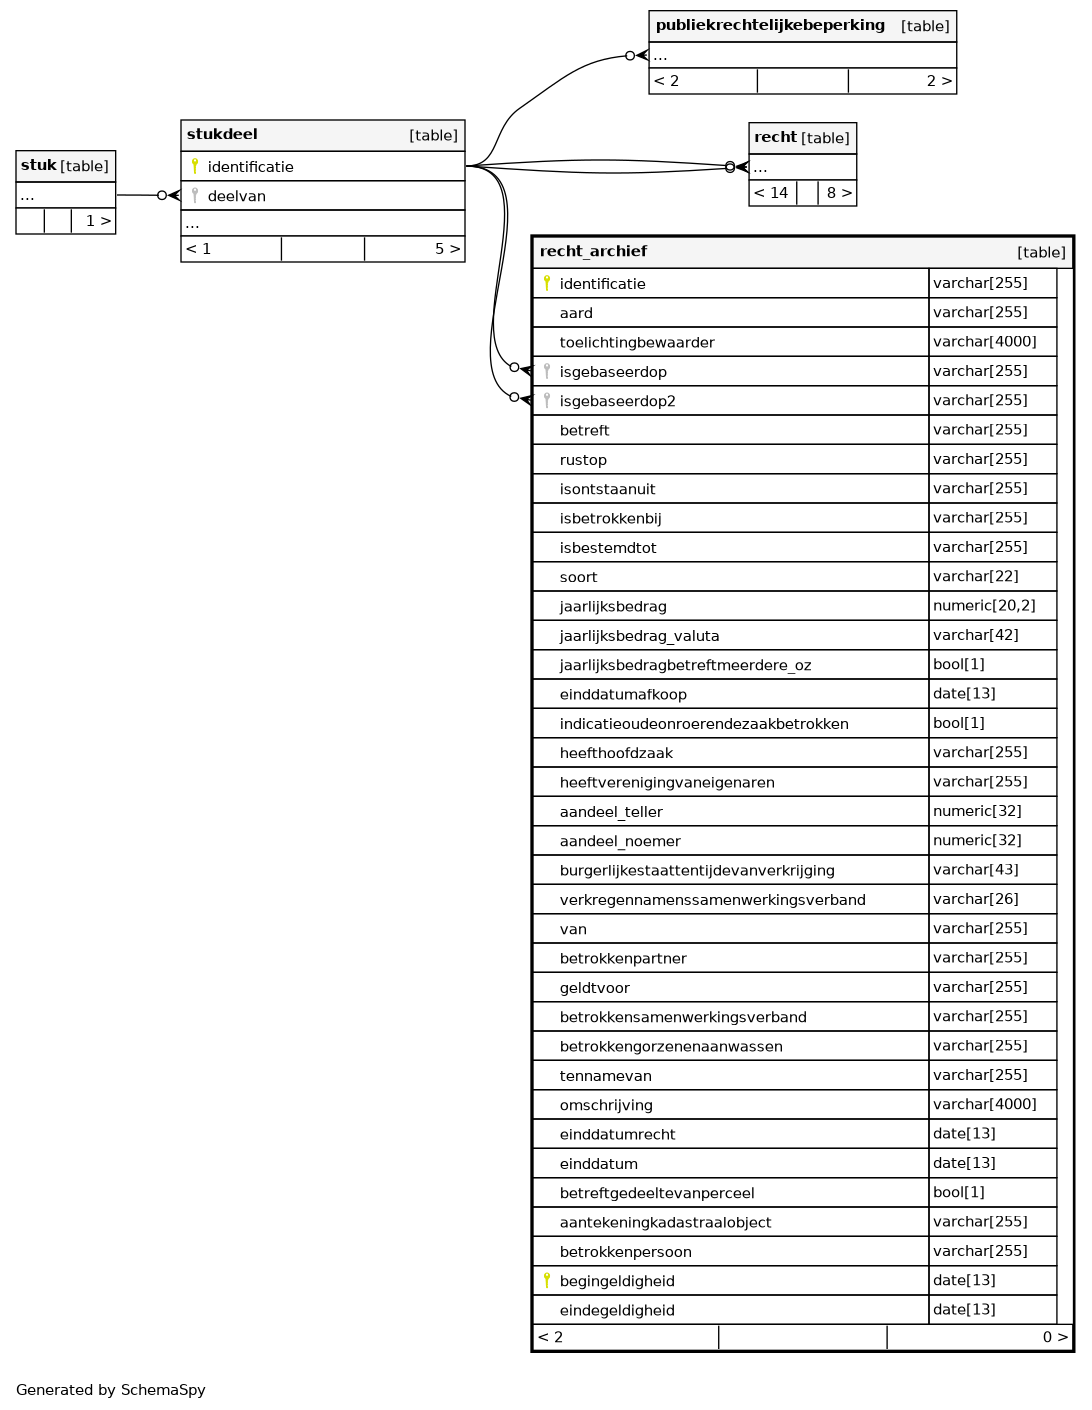 publiekrechtelijkebeperking [table]
...
< 2 2 >
stukdeel [table]
identificatie
deelvan
...
< 1 5 >
recht [table]
...
< 14 8 >
stuk [table]
...
1 >
recht_archief [table]
identificatie varchar[255]
aard varchar[255]
toelichtingbewaarder varchar[4000]
isgebaseerdop varchar[255]
isgebaseerdop2 varchar[255]
betreft varchar[255]
rustop varchar[255]
isontstaanuit varchar[255]
isbetrokkenbij varchar[255]
isbestemdtot varchar[255]
soort varchar[22]
jaarlijksbedrag numeric[20,2]
jaarlijksbedrag_valuta varchar[42]
jaarlijksbedragbetreftmeerdere_oz bool[1]
einddatumafkoop date[13]
indicatieoudeonroerendezaakbetrokken bool[1]
heefthoofdzaak varchar[255]
heeftverenigingvaneigenaren varchar[255]
aandeel_teller numeric[32]
aandeel_noemer numeric[32]
burgerlijkestaattentijdevanverkrijging varchar[43]
verkregennamenssamenwerkingsverband varchar[26]
van varchar[255]
betrokkenpartner varchar[255]
geldtvoor varchar[255]
betrokkensamenwerkingsverband varchar[255]
betrokkengorzenenaanwassen varchar[255]
tennamevan varchar[255]
omschrijving varchar[4000]
einddatumrecht date[13]
einddatum date[13]
betreftgedeeltevanperceel bool[1]
aantekeningkadastraalobject varchar[255]
betrokkenpersoon varchar[255]
begingeldigheid date[13]
eindegeldigheid date[13]
< 2 0 >
Generated by SchemaSpy